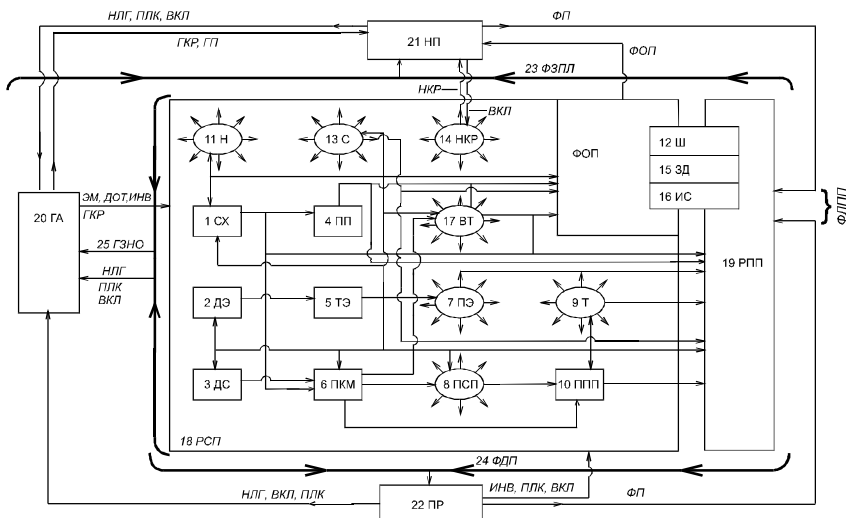 НЛГ, ПЛК, ВКЛ
ФП
ГКР, ГП
21 НП
ФОП
23 ФЗПЛ
НКР
ВКЛ
11 Н
13 С
14 НКР
ФОП
12 Ш
15 ЗД
16 ИС
ЭМ, ДОТ,ИНВ
ГКР
20 ГА
1 СХ
4 ПП
17 ВТ
ФЛПП
25 ГЗНО
19 РПП
НЛГ
ПЛК
ВКЛ
2 ДЭ
5 ТЭ
7 ПЭ
9 Т
3 ДС
6 ПКМ
8 ПСП
10 ППП
18 РСП
24 ФДП
НЛГ, ВКЛ, ПЛК
ИНВ, ПЛК, ВКЛ
ФП
22 ПР